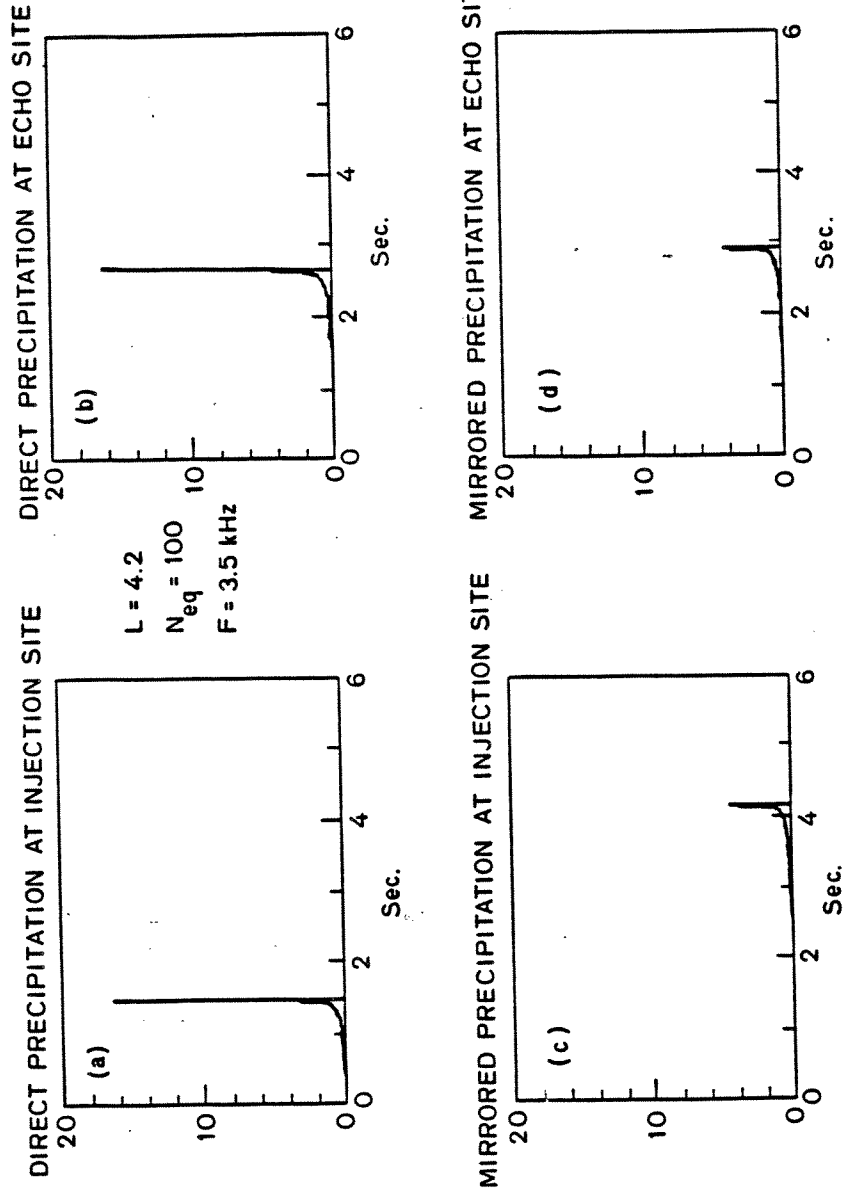 DIRECT PRECIPITATION AT INJECTION SITE
20
10
0
(a)
0
2
4
6
Sec.
L = 4.2
Neq = 100
F = 3.5 kHz
DIRECT PRECIPITATION AT ECHO SITE
20
10
0
(b)
0
2
4
6
Sec.
MIRRORED PRECIPITATION AT INJECTION SITE
20
10
0
(c)
0
2
4
6
Sec.
MIRRORED PRECIPITATION AT ECHO SI
20
10
0
(d)
0
2
4
6
Sec.